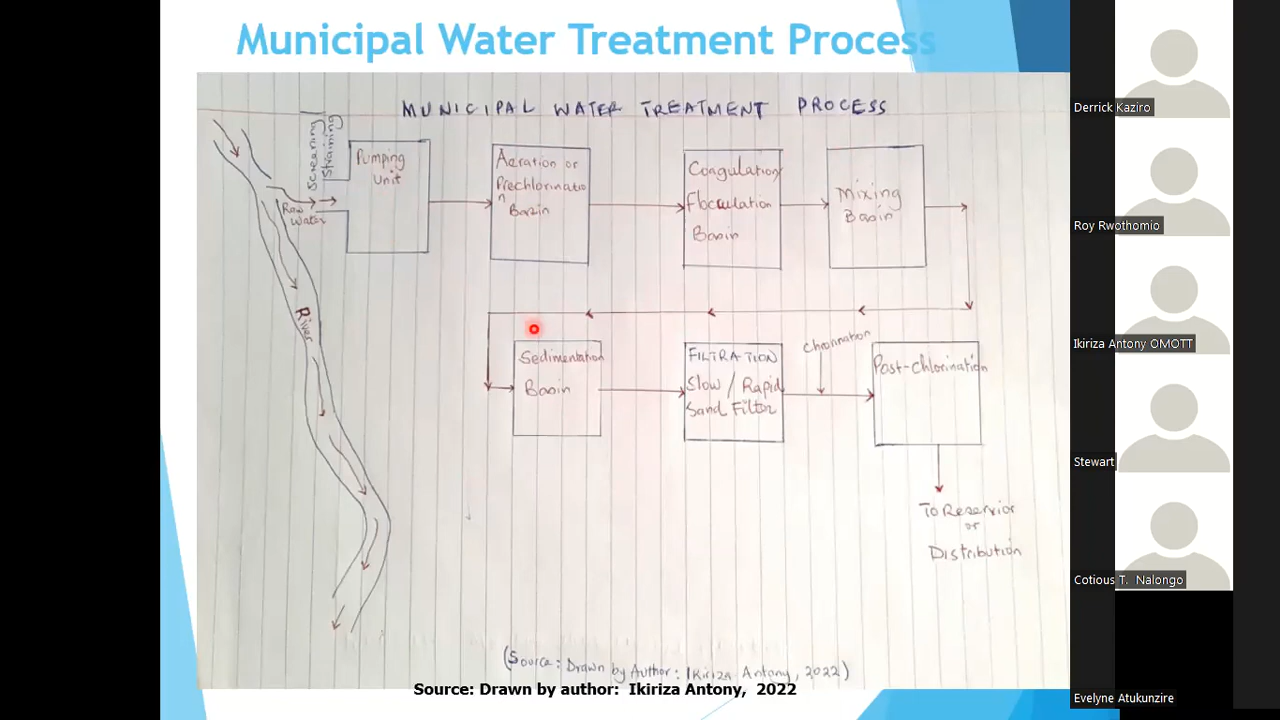 Municipal Water Treatment Process
MUNICIPAL WATER TREATMENT PROCESS
Screening
Straining
Raw
Water
River
Pumping
Unit
Aeration or
Prechlorinatio
n
Basin
Coagulation/
Flocculation
Basin
Mixing
Basin
Sedimentation
Basin
FILTRATION
Slow / Rapid
Sand Filter
Post-chlorination
To Reservior
or
Distribution
(Source: Drawn by Author: Ikiriza Antony, 2022)
Source: Drawn by author: Ikiriza Antony, 2022
Derrick Kaziro
Roy Rwothomio
Ikiriza Antony OMOTT
Stewart
Cotious T. Nalongo
Evelyne Atukunzire